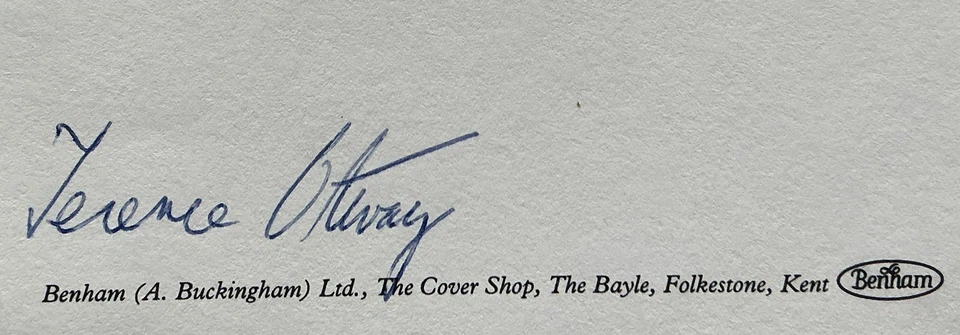 Terence Otway
Benham (A. Buckingham) Ltd., The Cover Shop, The Bayle, Folkestone, Kent Benham